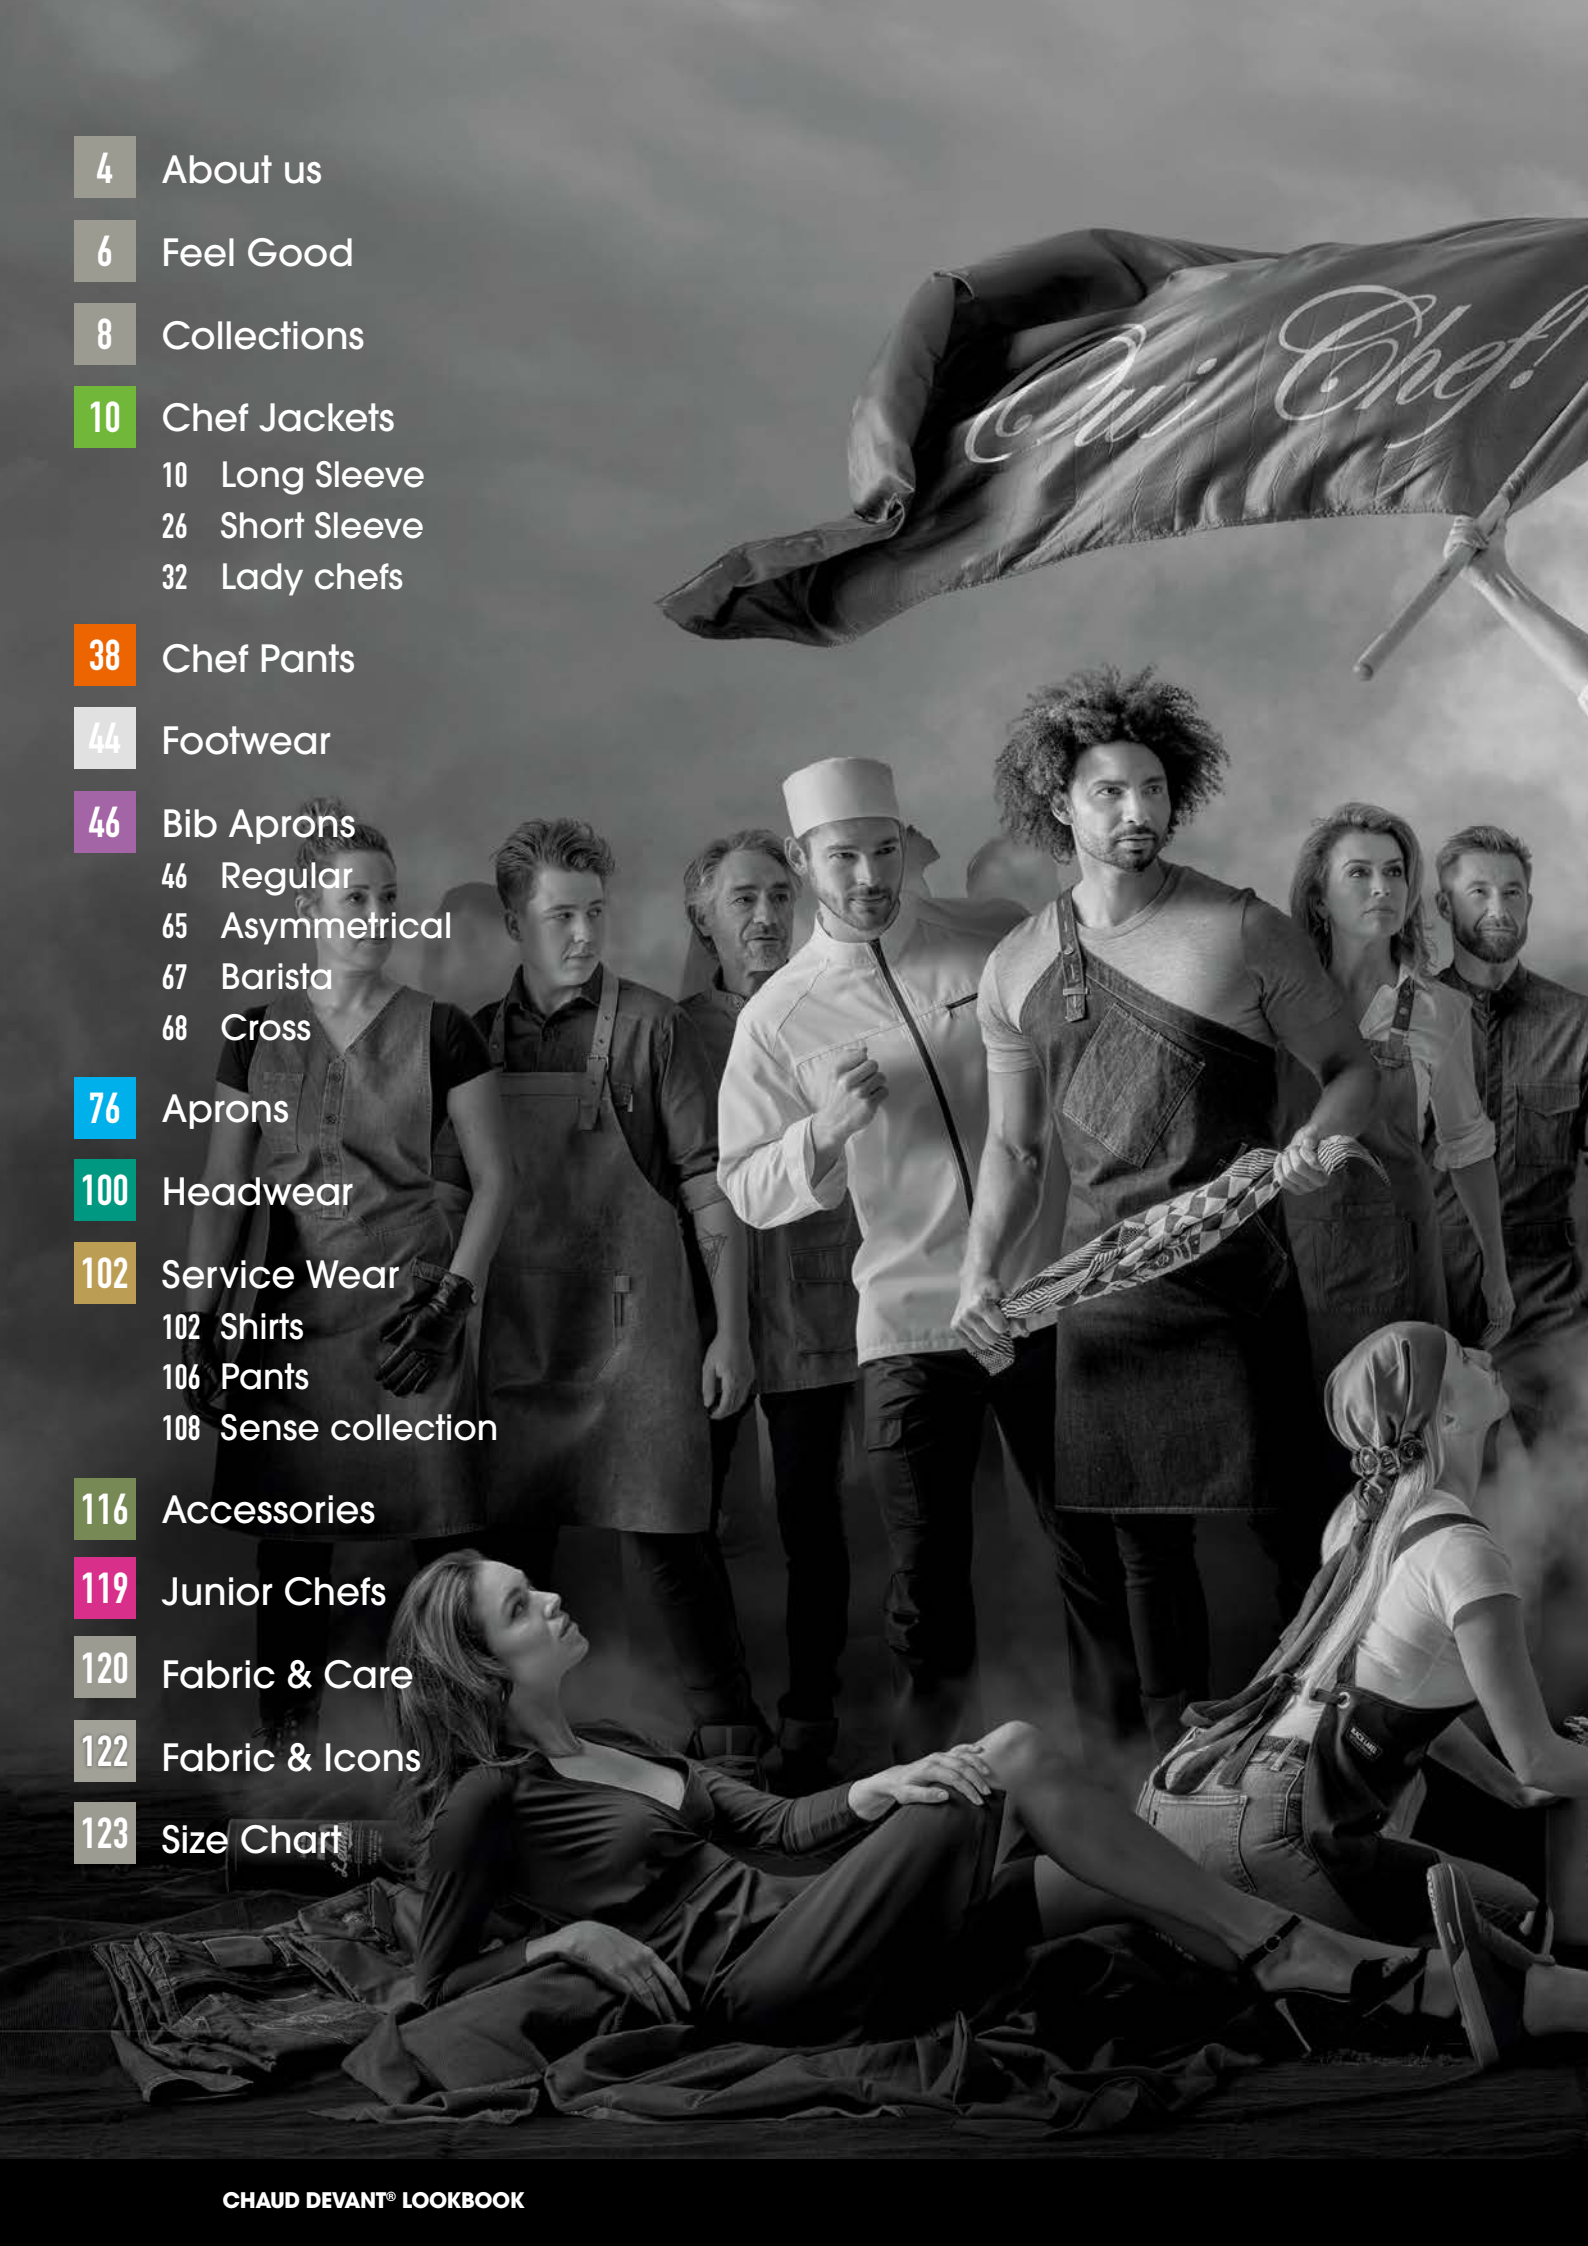 4 About us
6 Feel Good
8 Collections
10 Chef Jackets
10 Long Sleeve
26 Short Sleeve
32 Lady chefs
38 Chef Pants
44 Footwear
46 Bib Aprons
46 Regular
65 Asymmetrical
67 Barista
68 Cross
76 Aprons
100 Headwear
102 Service Wear
102 Shirts
106 Pants
108 Sense collection
116 Accessories
119 Junior Chefs
120 Fabric & Care
122 Fabric & Icons
123 Size Chart
Oui Chef!
CHAUD DEVANT® LOOKBOOK